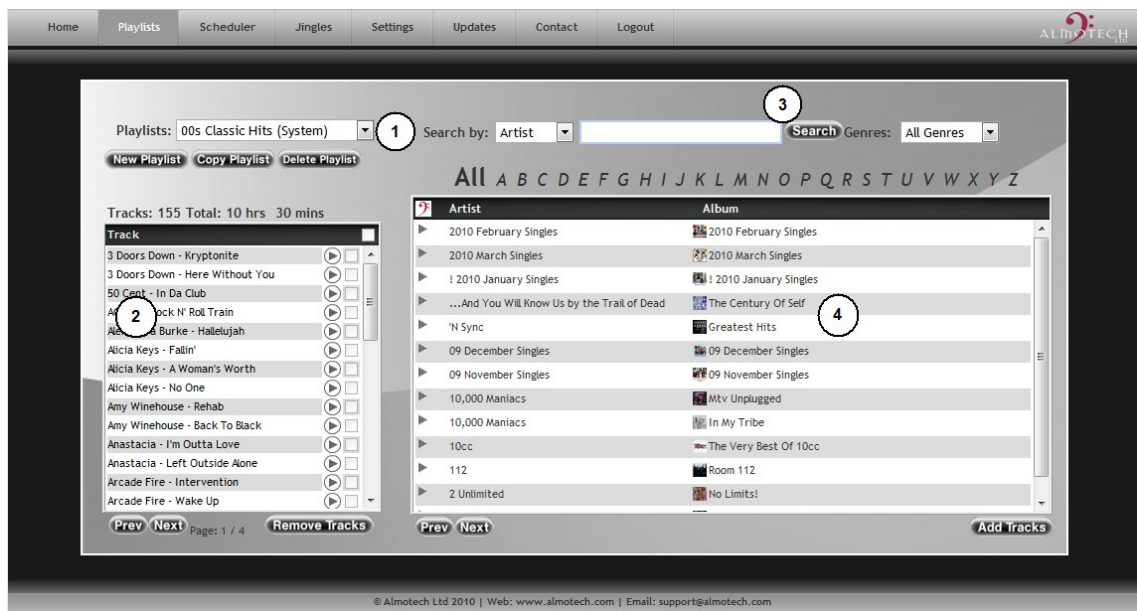 Home Playlists Scheduler Jingles Settings Updates Contact Logout
ALMOTECH LTD
3
Playlists: 00s Classic Hits (System) 1 Search by: Artist Search Genres: All Genres
New Playlist Copy Playlist Delete Playlist
All A B C D E F G H I J K L M N O P Q R S T U V W X Y Z
Tracks: 155 Total: 10 hrs 30 mins
Track
3 Doors Down - Kryptonite
3 Doors Down - Here Without You
50 Cent - In Da Club
2 Rock N' Roll Train
Burke - Hallelujah
Alicia Keys - Fallin'
Alicia Keys - A Woman's Worth
Alicia Keys - No One
Amy Winehouse - Rehab
Amy Winehouse - Back To Black
Anastacia - I'm Outta Love
Anastacia - Left Outside Alone
Arcade Fire - Intervention
Arcade Fire - Wake Up
Prev Next Page: 1 / 4 Remove Tracks
Artist Album
2010 February Singles 2010 February Singles
2010 March Singles 2010 March Singles
! 2010 January Singles ! 2010 January Singles
...And You Will Know Us by the Trail of Dead The Century Of Self 4
'N Sync Greatest Hits
09 December Singles 09 December Singles
09 November Singles 09 November Singles
10,000 Maniacs Mtv Unplugged
10,000 Maniacs In My Tribe
10cc The Very Best Of 10cc
112 Room 112
2 Unlimited No Limits!
Prev Next Add Tracks
© Almotech Ltd 2010 | Web: www.almotech.com | Email: support@almotech.com